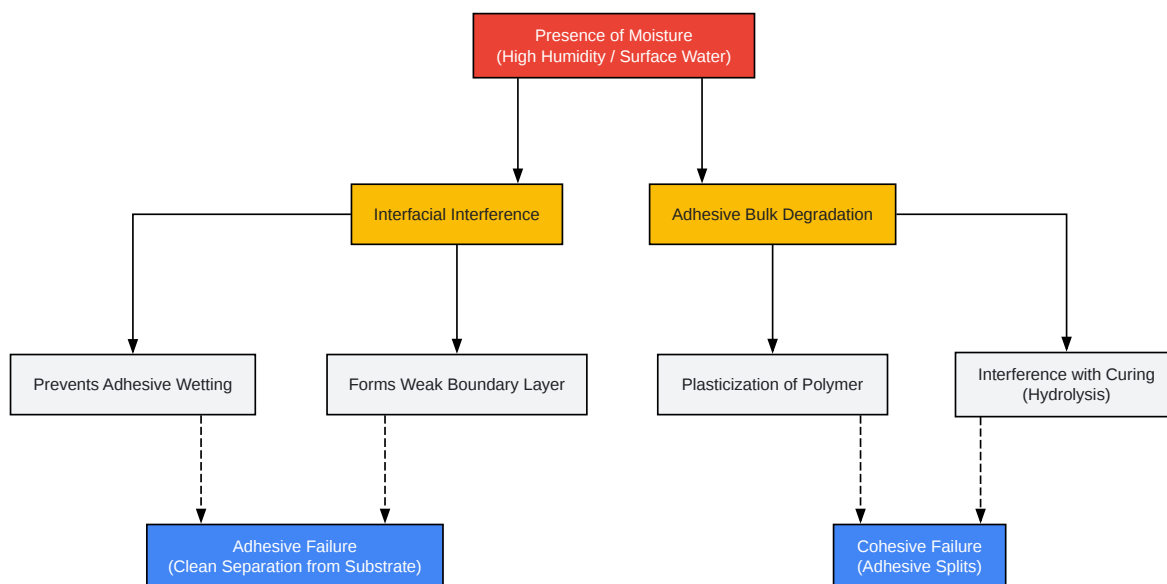 Presence of Moisture
(High Humidity / Surface Water)
Interfacial Interference
Adhesive Bulk Degradation
Prevents Adhesive Wetting
Forms Weak Boundary Layer
Plasticization of Polymer
Interference with Curing
(Hydrolysis)
Adhesive Failure
(Clean Separation from Substrate)
Cohesive Failure
(Adhesive Splits)